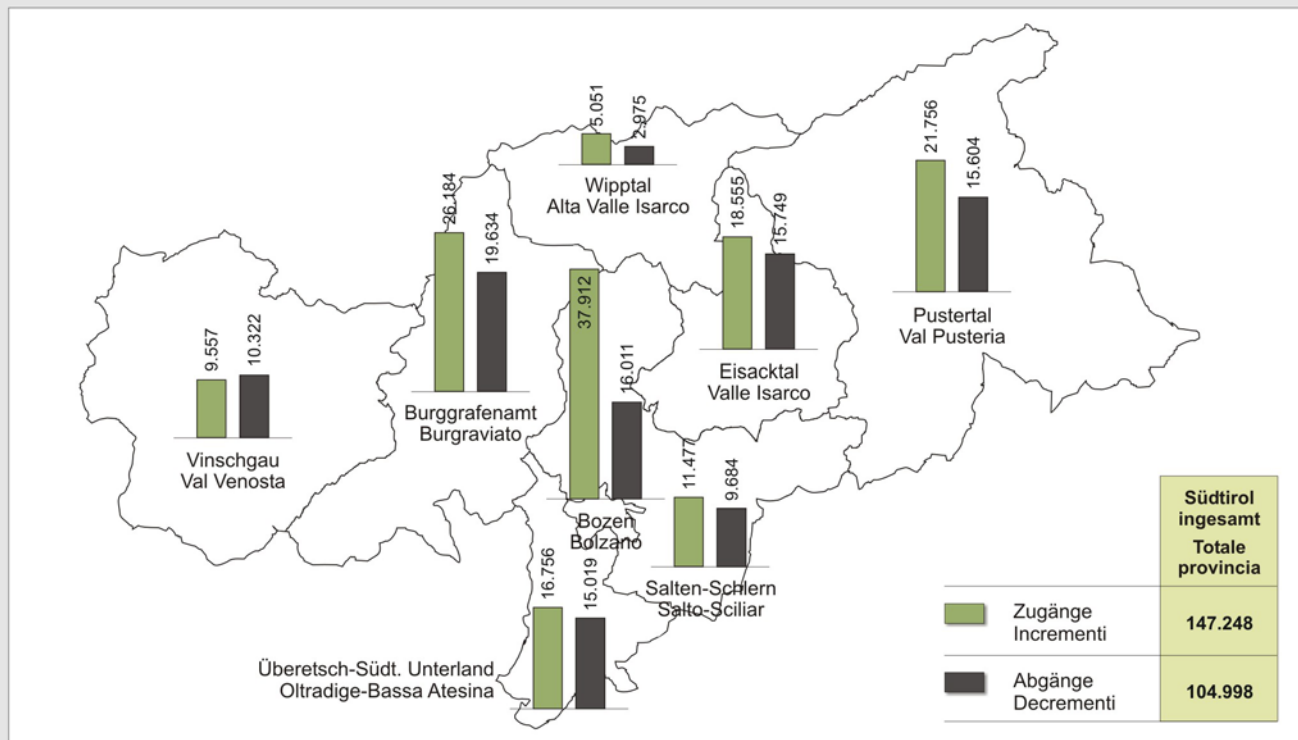 5.051
2.975
Wipptal
Alta Valle Isarco
21.756
15.604
Pustertal
Val Pusteria
26.184
19.634
Burggrafenamt
Burgraviato
18.555
15.749
Eisacktal
Valle Isarco
9.557
10.322
Vinschgau
Val Venosta
37.912
16.011
Bozen
Bolzano
11.477
9.684
Salten-Schlern
Salto-Sciliar
16.756
15.019
Überetsch-Südt. Unterland
Oltradige-Bassa Atesina
Südtirol
ingesamt
Totale
provincia
Zugänge
Incrementi
147.248
Abgänge
Decrementi
104.998